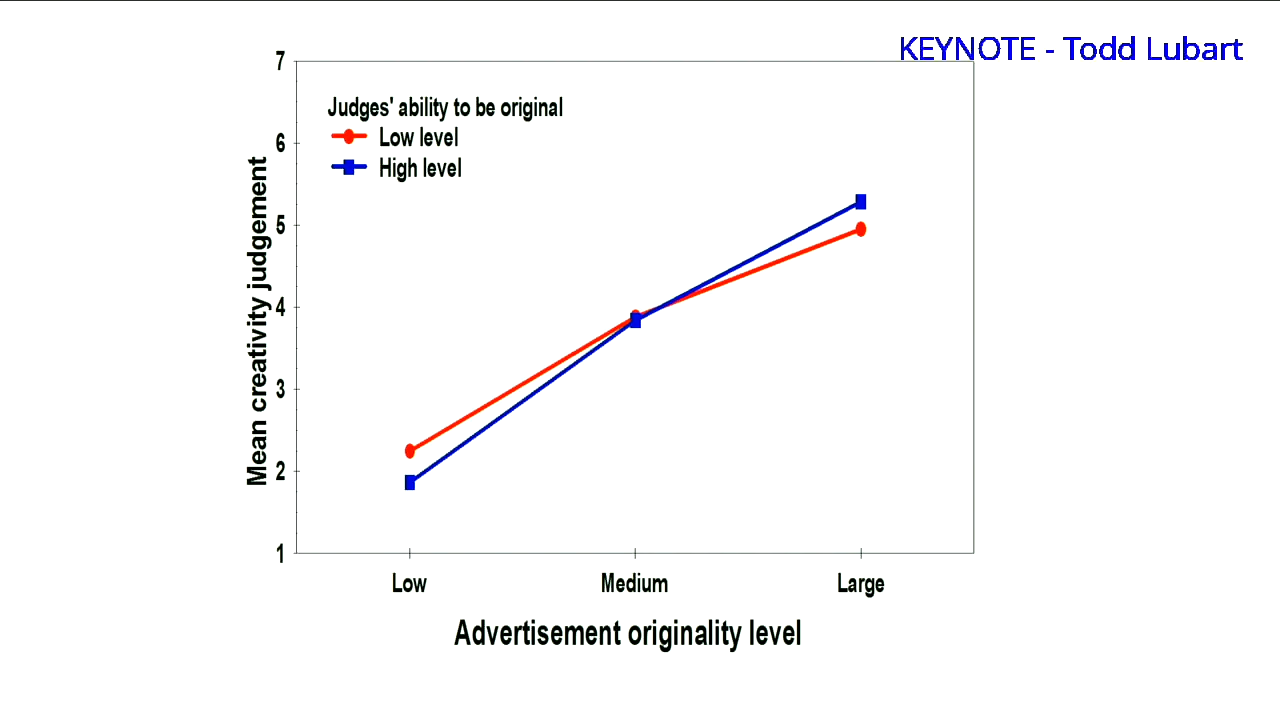 KEYNOTE - Todd Lubart
7
Judges' ability to be original
Low level
High level
6
5
4
3
2
1
Mean creativity judgement
Low
Medium
Large
Advertisement originality level